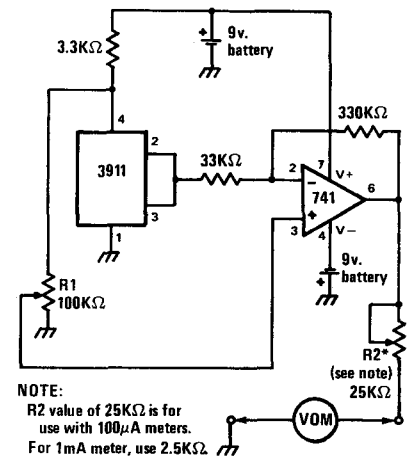 3.3KΩ
+
9v.
battery
4
330KΩ
3911
2
33KΩ
2
7
V+
−
741
6
3
+
3
4
V−
1
9v.
battery
+
R1
100KΩ
R2*
(see note)
25KΩ
NOTE:
R2 value of 25KΩ is for
use with 100μA meters.
For 1mA meter, use 2.5KΩ
VOM